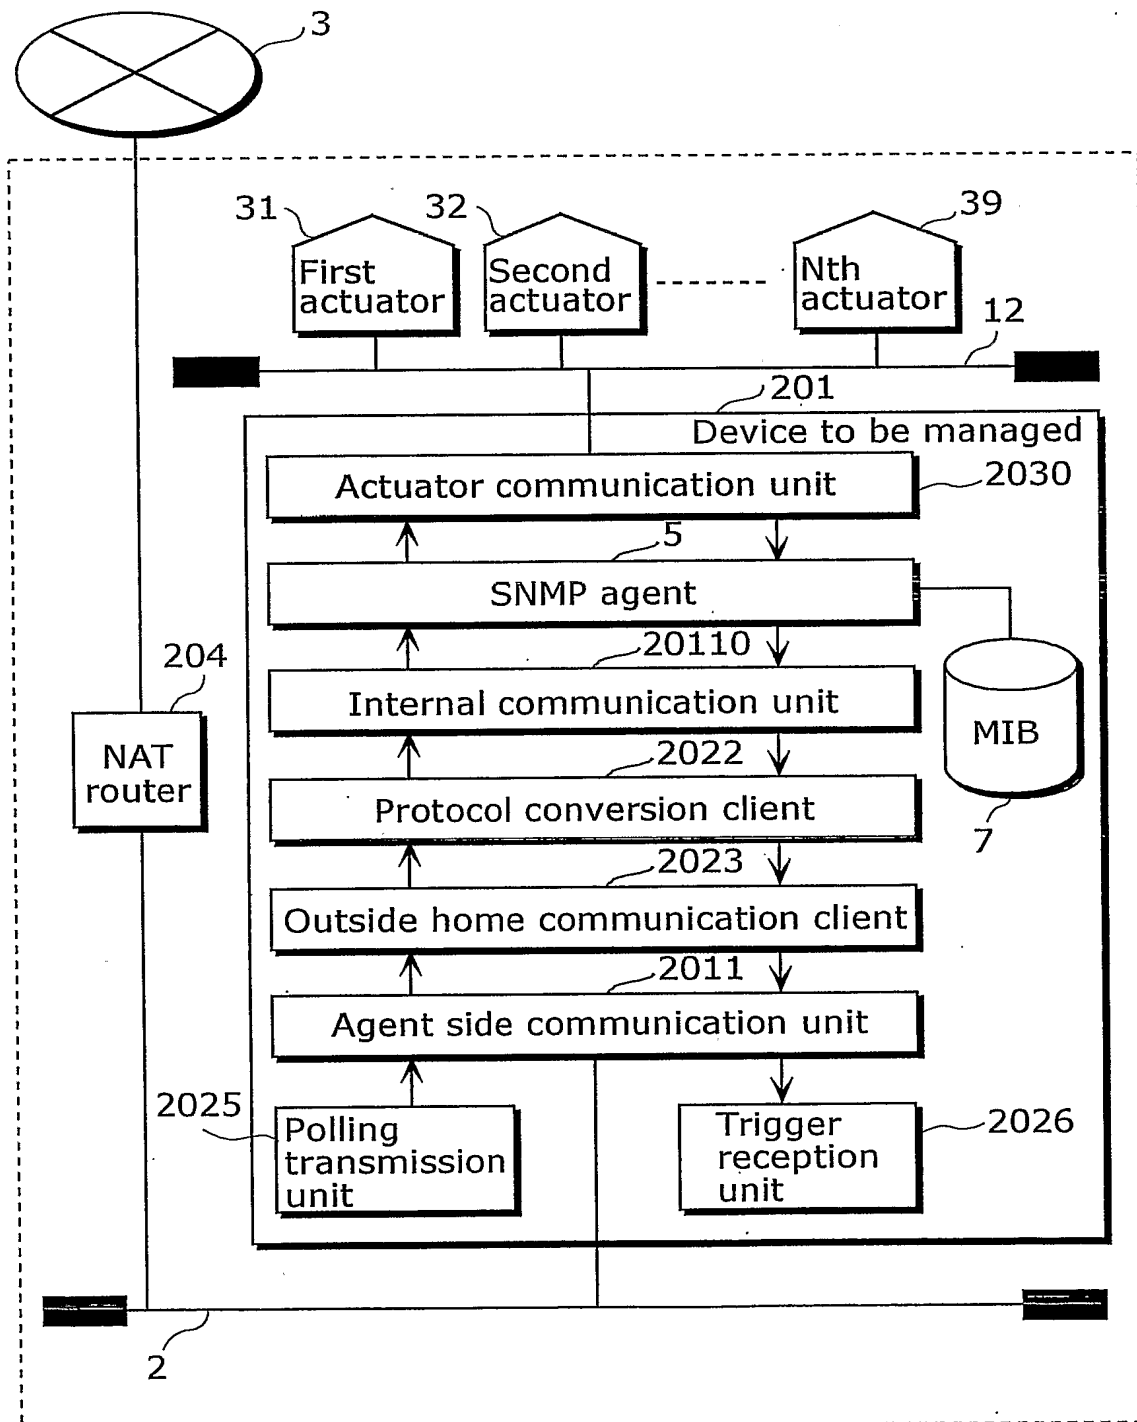 3
31
32
39
First
actuator
Second
actuator
Nth
actuator
12
201
Device to be managed
Actuator communication unit
2030
5
SNMP agent
20110
204
Internal communication unit
MIB
NAT
router
2022
Protocol conversion client
7
2023
Outside home communication client
2011
Agent side communication unit
2025
Polling
transmission
unit
Trigger
reception
unit
2026
2